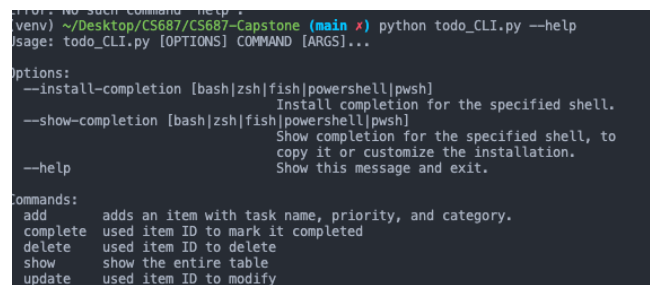 Error: No such command 'help'.
(venv) ~/Desktop/CS687/CS687-Capstone (main ✗) python todo_CLI.py --help
Usage: todo_CLI.py [OPTIONS] COMMAND [ARGS]...
Options:
--install-completion [bash|zsh|fish|powershell|pwsh]
Install completion for the specified shell.
--show-completion [bash|zsh|fish|powershell|pwsh]
Show completion for the specified shell, to
copy it or customize the installation.
--help Show this message and exit.
Commands:
add adds an item with task name, priority, and category.
complete used item ID to mark it completed
delete used item ID to delete
show show the entire table
update used item ID to modify